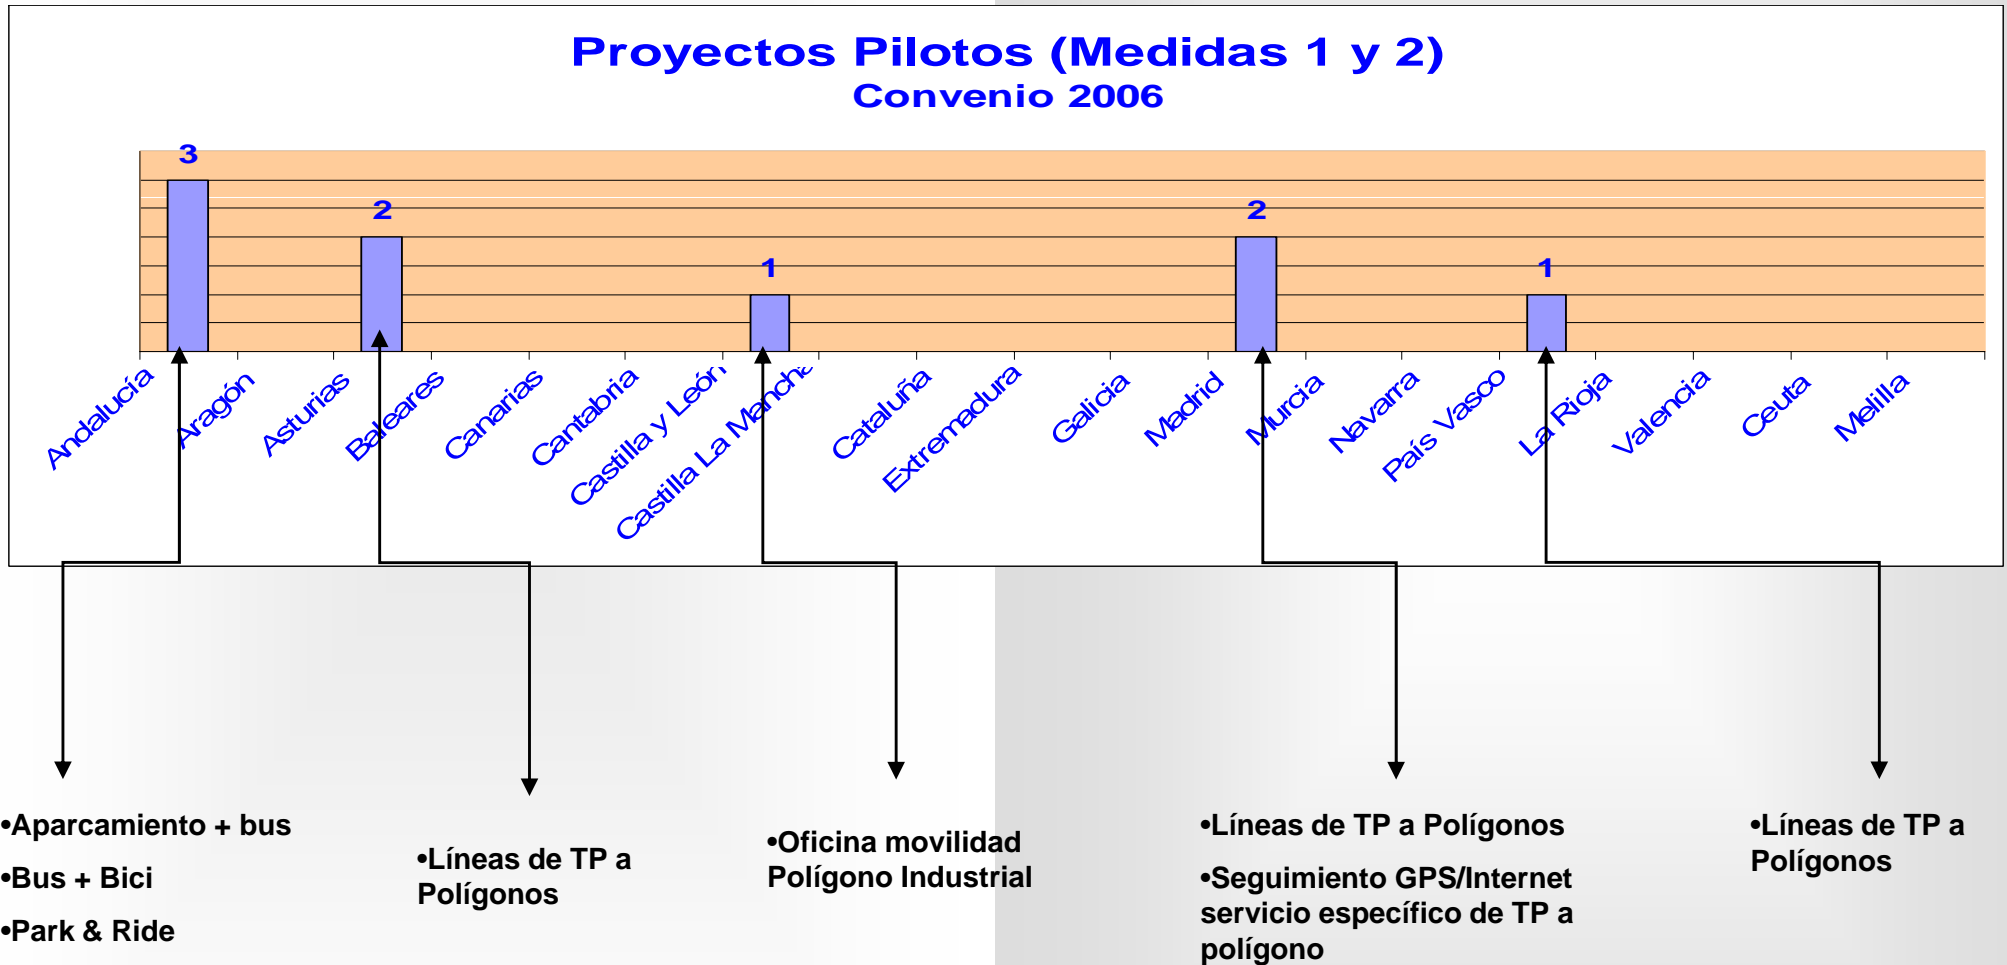 Proyectos Pilotos (Medidas 1 y 2)
Convenio 2006
3
2
1
2
1
Andalucía
Aragón
Asturias
Baleares
Canarias
Cantabria
Castilla y León
Castilla La Mancha
Cataluña
Extremadura
Galicia
Madrid
Murcia
Navarra
País Vasco
La Rioja
Valencia
Ceuta
Melilla
•Aparcamiento + bus
•Bus + Bici
•Park & Ride
•Líneas de TP a
Polígonos
•Oficina movilidad
Polígono Industrial
•Líneas de TP a Polígonos
•Seguimiento GPS/Internet
servicio específico de TP a
polígono
•Líneas de TP a
Polígonos